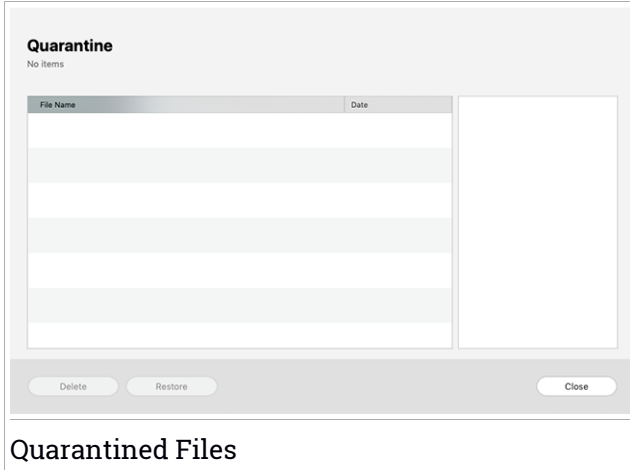 Quarantine
No items
File Name Date
Delete Restore Close
Quarantined Files